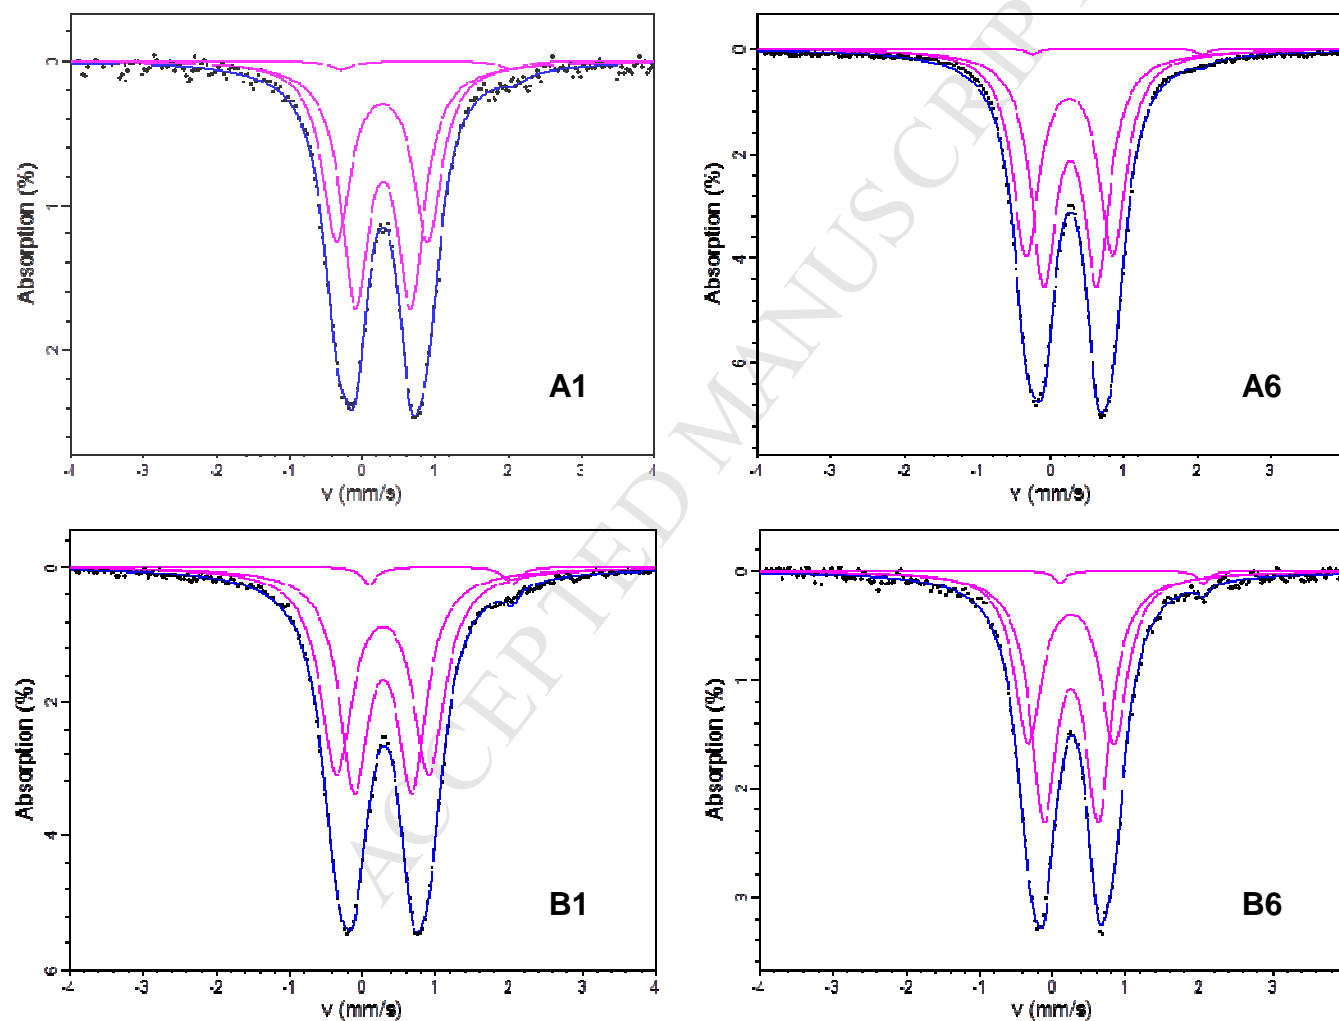 ACCEPTED MANUSCRIP
Absorption (%)
0
1
2
-4 -3 -2 -1 0 1 2 3 4
v (mm/s)
A1
Absorption (%)
0
2
4
6
-4 -3 -2 -1 0 1 2 3
v (mm/s)
A6
Absorption (%)
0
2
4
6
-4 -3 -2 -1 0 1 2 3 4
v (mm/s)
B1
Absorption (%)
0
1
2
3
-4 -3 -2 -1 0 1 2 3
v (mm/s)
B6